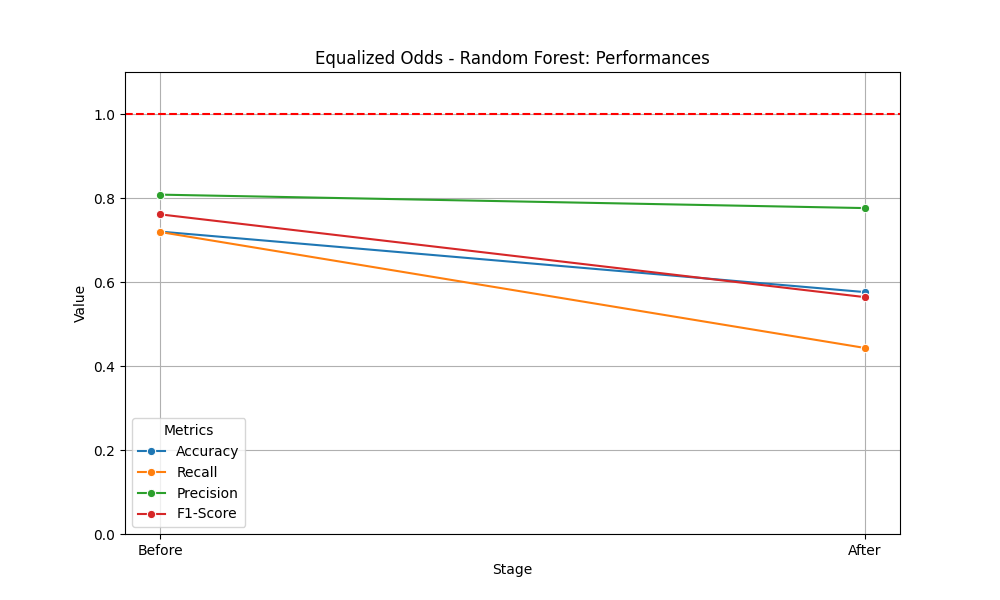 Equalized Odds - Random Forest: Performances
Value
1.0
0.8
0.6
0.4
0.2
0.0
Metrics
Accuracy
Recall
Precision
F1-Score
Before
After
Stage